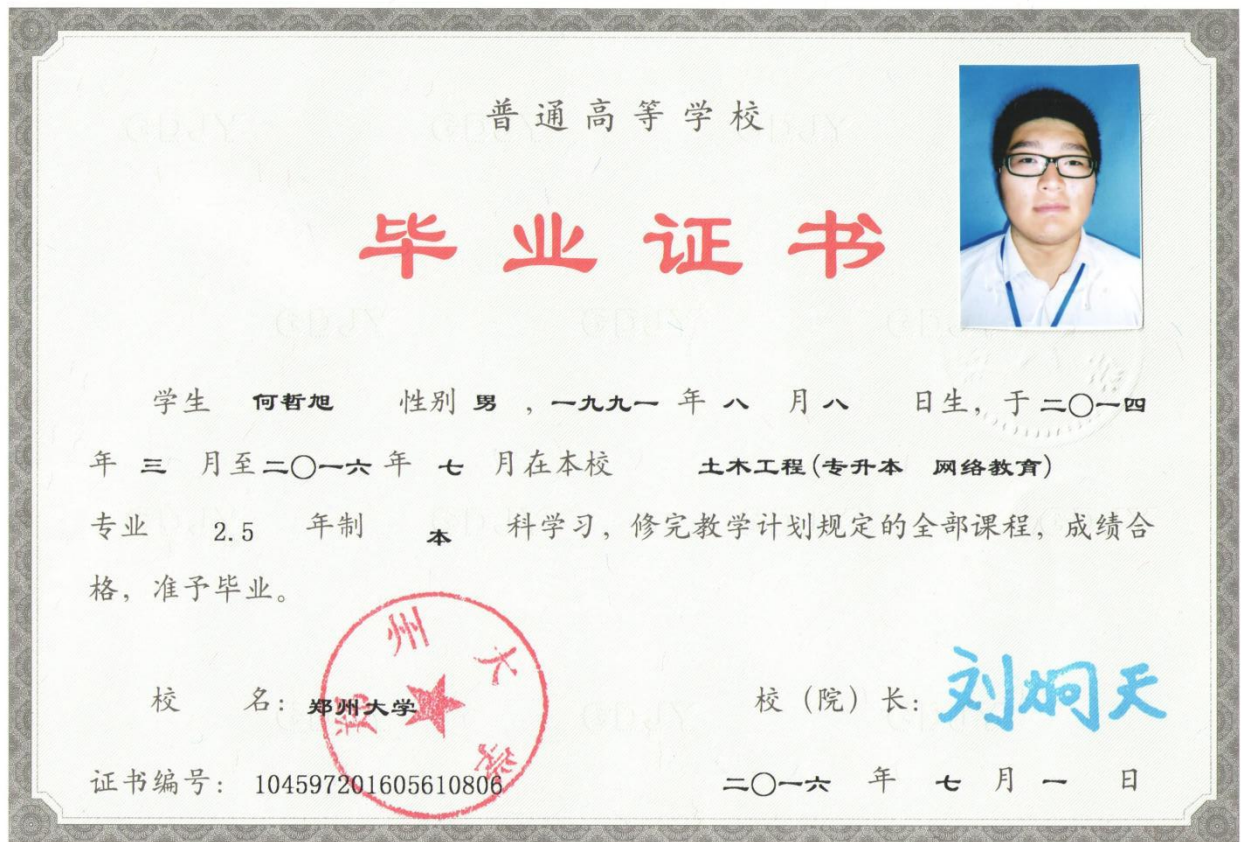 普通高等学校
毕业证书
学生 何哲旭 性别 男 ，一九九一 年 八 月 八 日生，于 二〇一四
年 三 月至 二〇一六 年 七 月在本校 土木工程(专升本 网络教育)
专业 2.5 年制 本 科学习，修完教学计划规定的全部课程，成绩合
格，准予毕业。
校 名：郑州大学
郑州大学
校（院）长：刘炯天
证书编号：104597201605610806
二〇一六 年 七 月 一 日